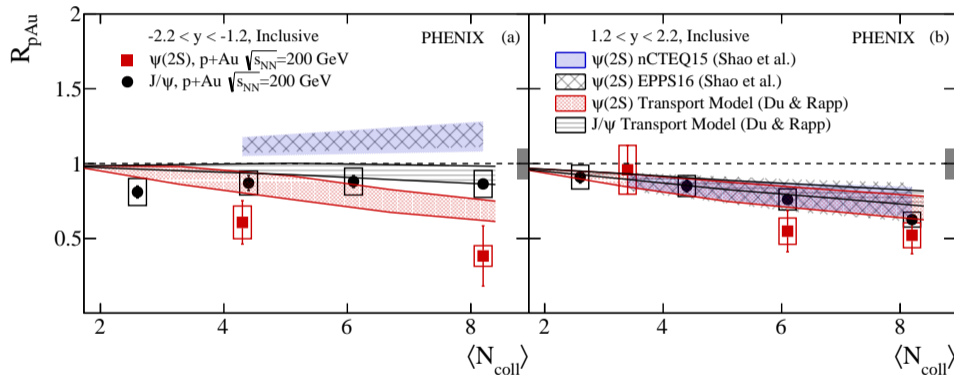 R_pAu
2
1.5
1
0.5
-2.2 < y < -1.2, Inclusive
PHENIX (a)
ψ(2S), p+Au √s_NN=200 GeV
J/ψ, p+Au √s_NN=200 GeV
2 4 6 8
⟨N_coll⟩
1.2 < y < 2.2, Inclusive
PHENIX (b)
ψ(2S) nCTEQ15 (Shao et al.)
ψ(2S) EPPS16 (Shao et al.)
ψ(2S) Transport Model (Du & Rapp)
J/ψ Transport Model (Du & Rapp)
2 4 6 8
⟨N_coll⟩